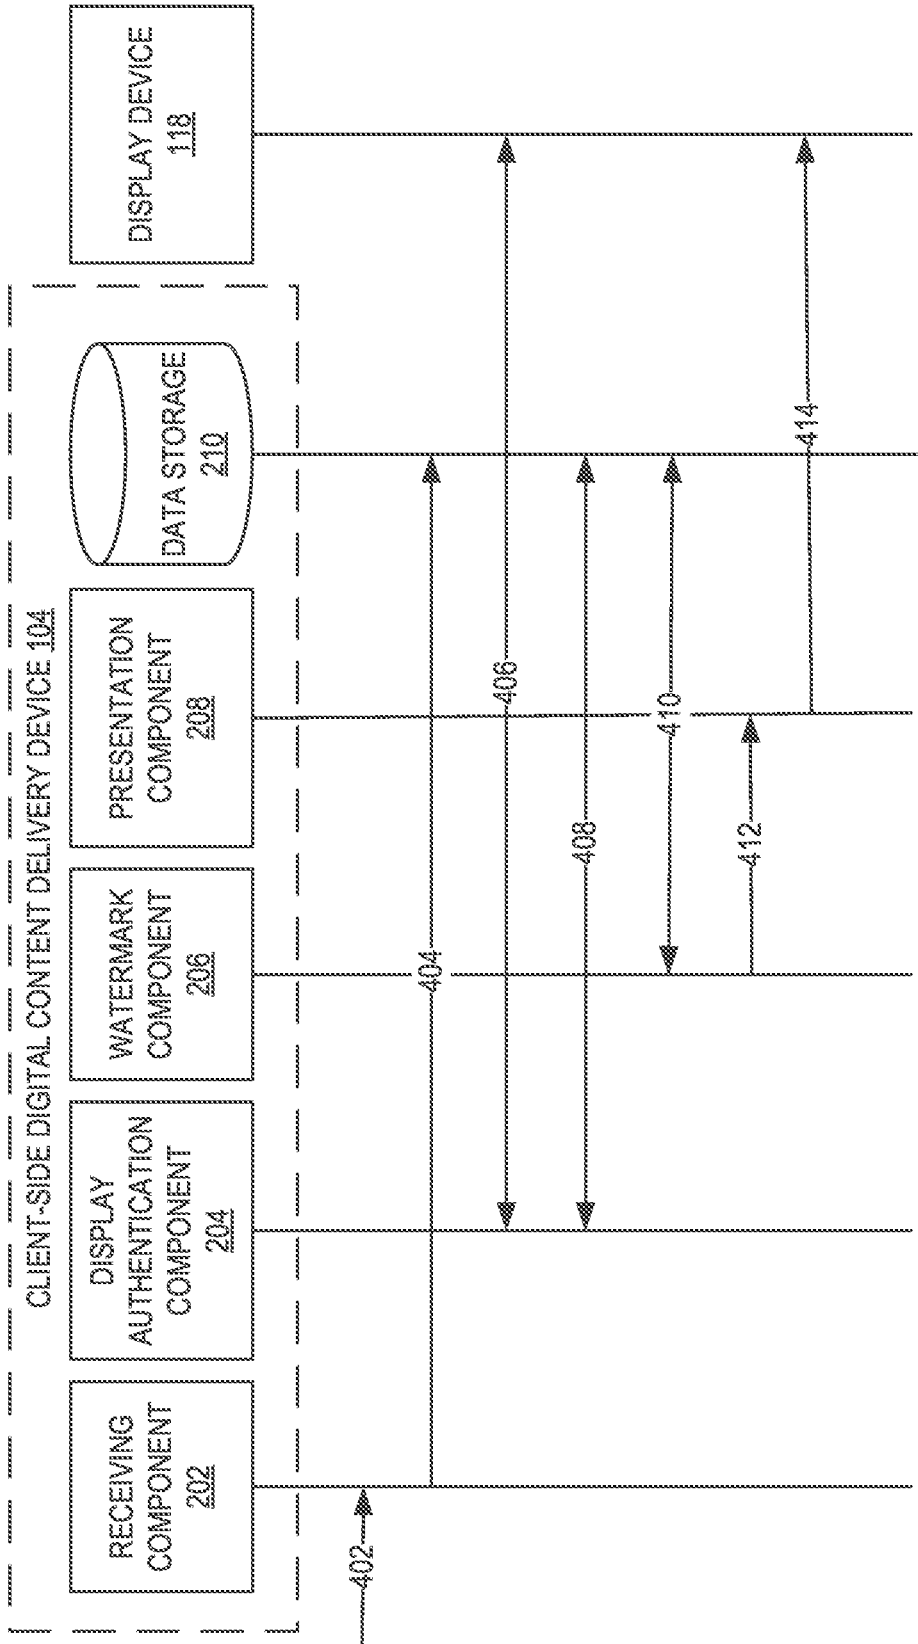 CLIENT-SIDE DIGITAL CONTENT DELIVERY DEVICE 104
RECEIVING
COMPONENT
202
DISPLAY
AUTHENTICATION
COMPONENT
204
WATERMARK
COMPONENT
206
PRESENTATION
COMPONENT
208
DATA STORAGE
210
DISPLAY DEVICE
118
402
404
406
408
410
412
414